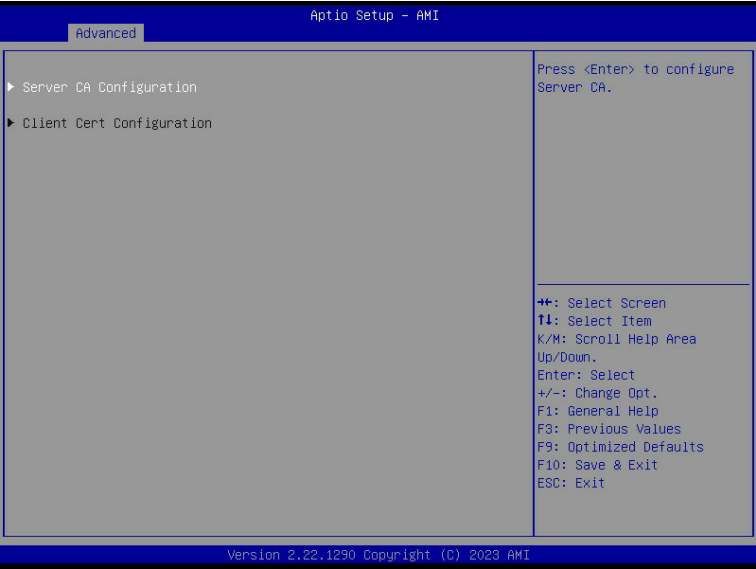 Aptio Setup – AMI
Advanced
▶ Server CA Configuration
▶ Client Cert Configuration
Press <Enter> to configure
Server CA.
→←: Select Screen
↑↓: Select Item
K/M: Scroll Help Area
Up/Down.
Enter: Select
+/-: Change Opt.
F1: General Help
F3: Previous Values
F9: Optimized Defaults
F10: Save & Exit
ESC: Exit
Version 2.22.1290 Copyright (C) 2023 AMI